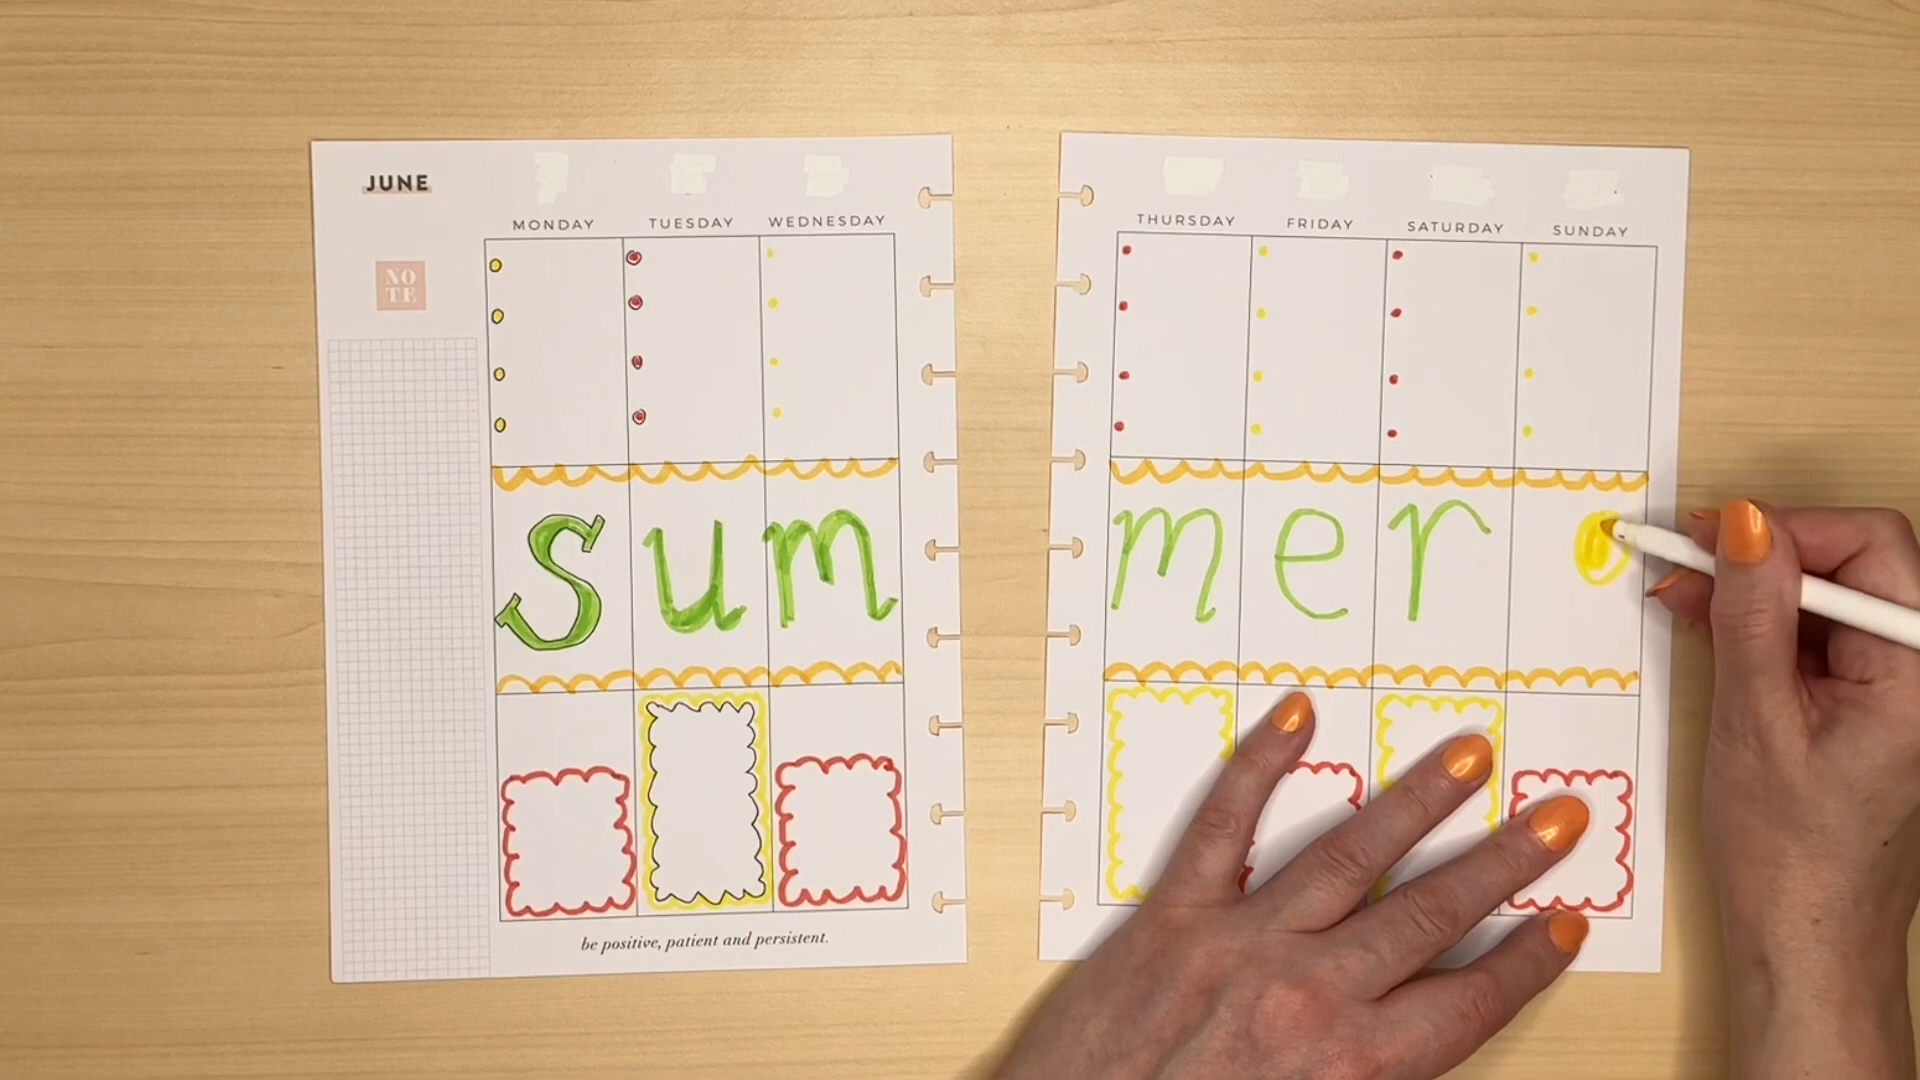 JUNE
MONDAY TUESDAY WEDNESDAY
THURSDAY FRIDAY SATURDAY SUNDAY
NO
TE
Sum
mer
be positive, patient and persistent.